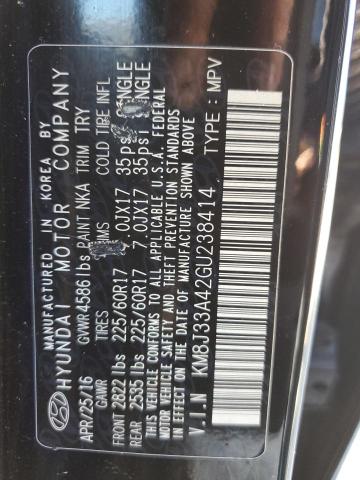 MANUFACTURED IN KOREA BY
HYUNDAI MOTOR COMPANY
APR/25/16 GVWR 4586 lbs PAINT NKA TRIM TRY
GAWR TIRES RIMS COLD TIRE INFL
FRONT 2822 lbs 225/60R17 0JX17 35psi SINGLE
REAR 2535 lbs 225/60R17 7.0JX17 35psi SINGLE
THIS VEHICLE CONFORMS TO ALL APPLICABLE U.S.A. FEDERAL
MOTOR VEHICLE SAFETY AND THEFT PREVENTION STANDARDS
IN EFFECT ON THE DATE OF MANUFACTURE SHOWN ABOVE.
V.I.N KM8J33A42GU238414 TYPE: MPV